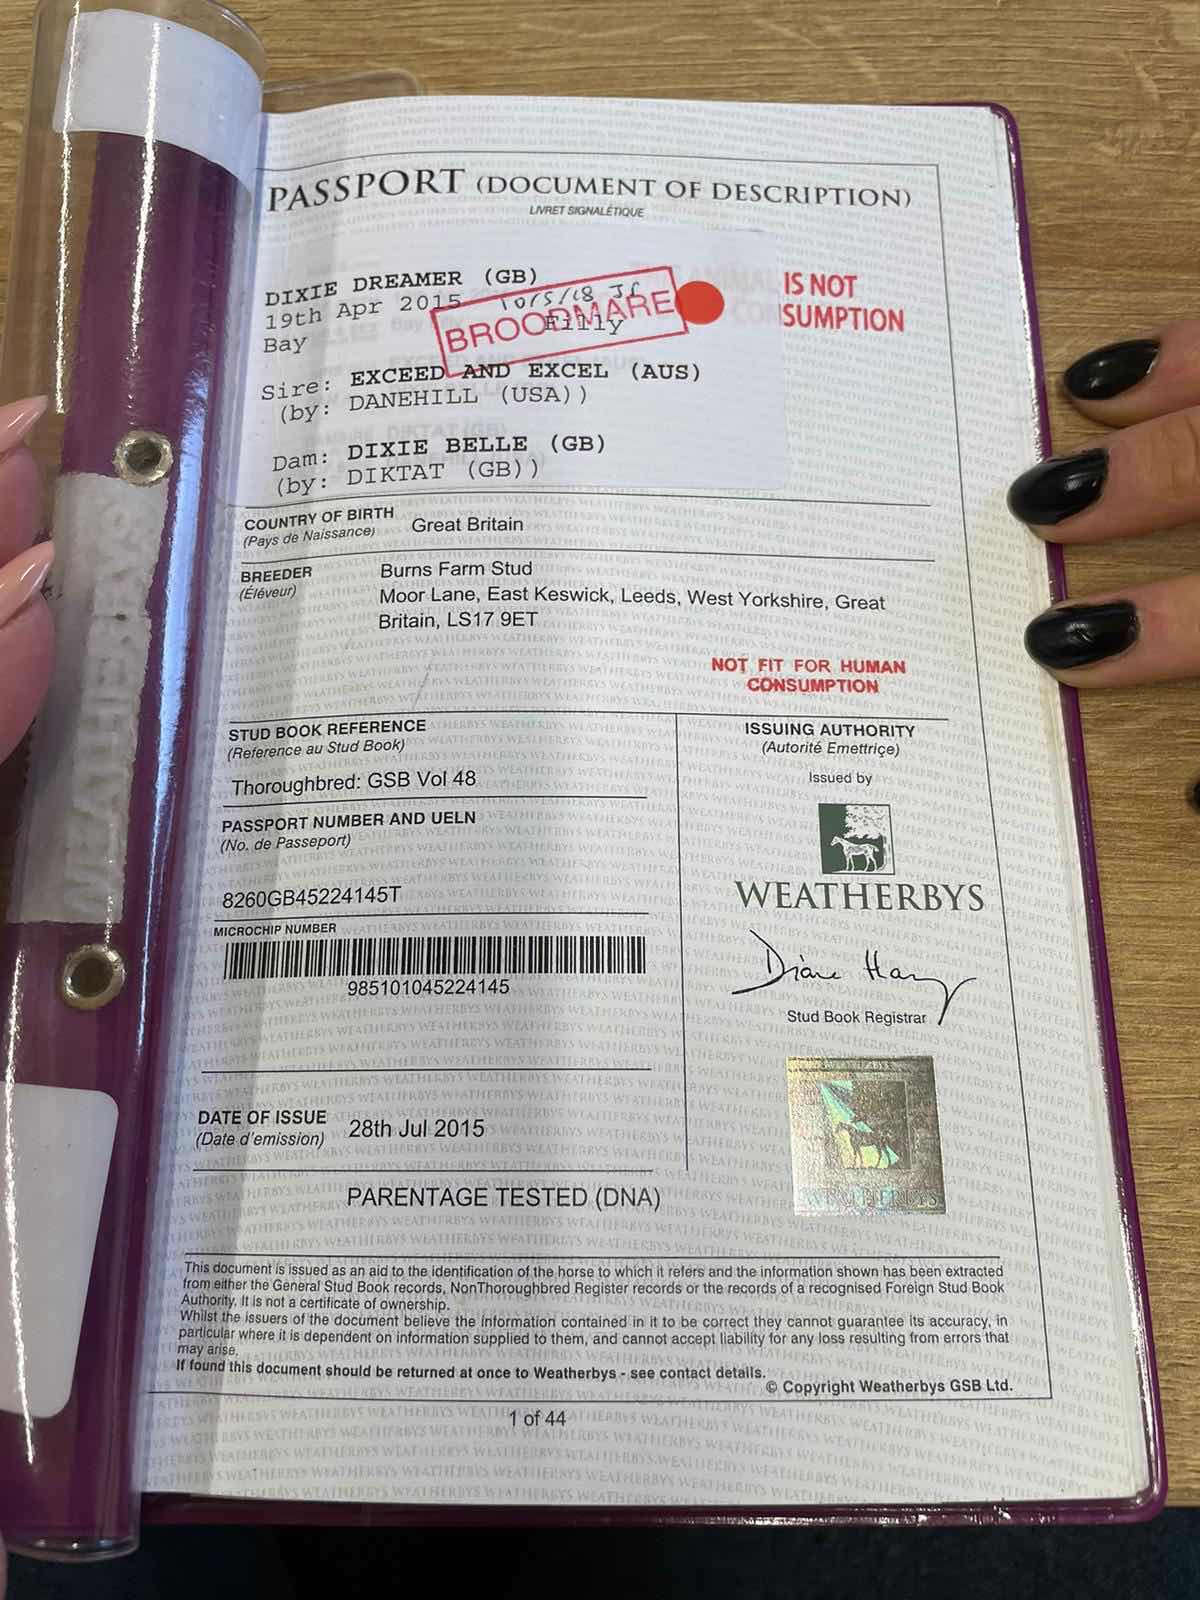 PASSPORT (DOCUMENT OF DESCRIPTION)
LIVRET SIGNALÉTIQUE
DIXIE DREAMER (GB)
19th Apr 2015 10/5/18
BROODMARE
Filly
Bay
IS NOT
CONSUMPTION
Sire: EXCEED AND EXCEL (AUS)
(by: DANEHILL (USA))
Dam: DIXIE BELLE (GB)
(by: DIKTAT (GB))
COUNTRY OF BIRTH Great Britain
(Pays de Naissance)
BREEDER Burns Farm Stud
(Éléveur) Moor Lane, East Keswick, Leeds, West Yorkshire, Great
Britain, LS17 9ET
NOT FIT FOR HUMAN
CONSUMPTION
STUD BOOK REFERENCE
(Reference au Stud Book)
Thoroughbred: GSB Vol 48
PASSPORT NUMBER AND UELN
(No. de Passeport)
8260GB45224145T
MICROCHIP NUMBER
985101045224145
ISSUING AUTHORITY
(Autorité Emettriçe)
Issued by
WEATHERBYS
Diane Han
Stud Book Registrar
DATE OF ISSUE 28th Jul 2015
(Date d'emission)
PARENTAGE TESTED (DNA)
WEATHERBYS
This document is issued as an aid to the identification of the horse to which it refers and the information shown has been extracted
from either the General Stud Book records, NonThoroughbred Register records or the records of a recognised Foreign Stud Book
Authority. It is not a certificate of ownership.
Whilst the issuers of the document believe the information contained in it to be correct they cannot guarantee its accuracy, in
particular where it is dependent on information supplied to them, and cannot accept liability for any loss resulting from errors that
may arise.
If found this document should be returned at once to Weatherbys - see contact details.
© Copyright Weatherbys GSB Ltd.
1 of 44
WEATHERBYS